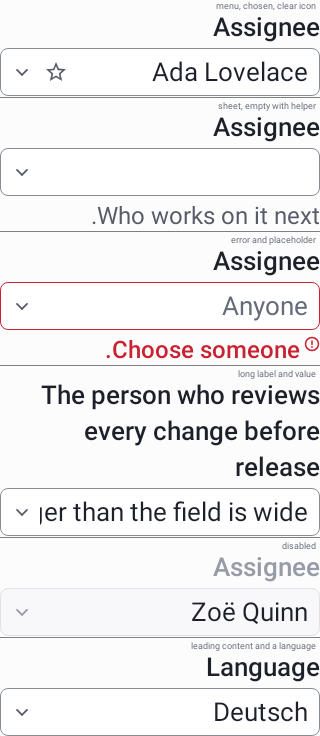 menu, chosen, clear icon
Assignee
Ada Lovelace
sheet, empty with helper
Assignee
.Who works on it next
error and placeholder
Assignee
Anyone
.Choose someone
long label and value
The person who reviews
every change before
release
than the field is wide
disabled
Assignee
Zoë Quinn
leading content and a language
Language
Deutsch